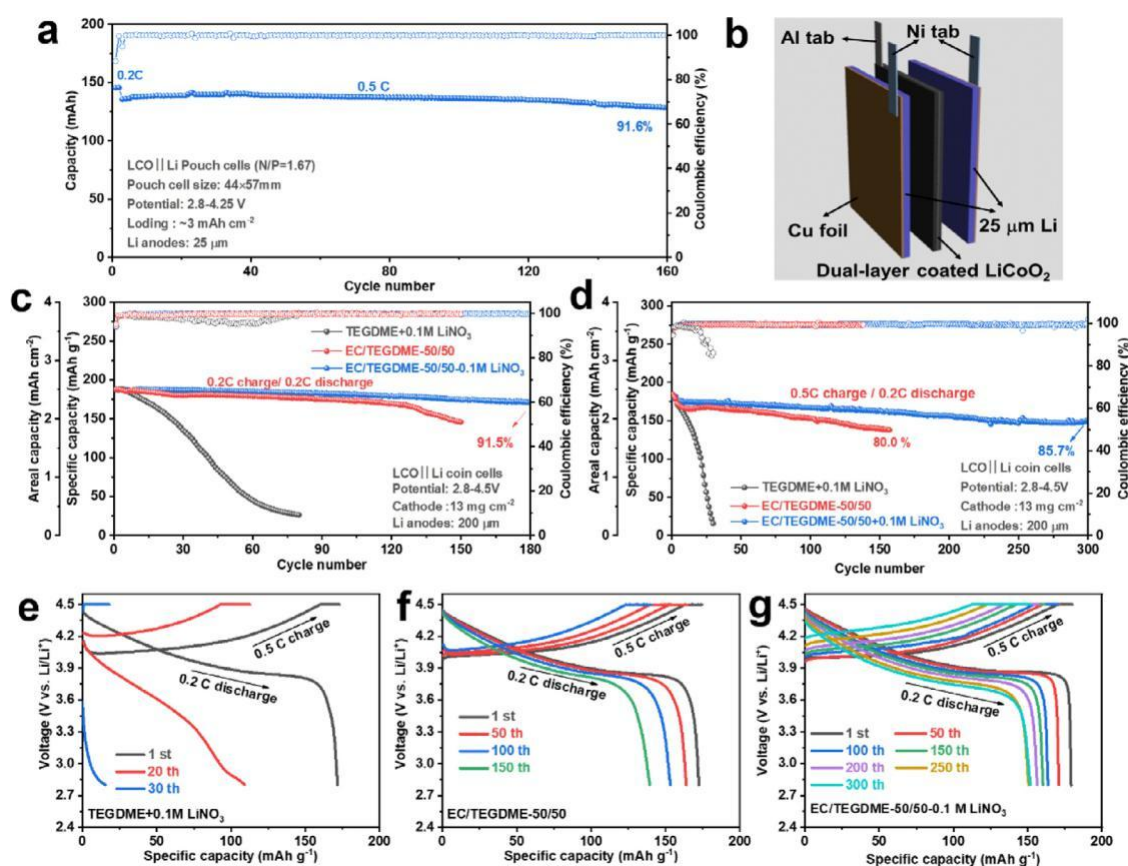 a
200
150
100
50
0
Capacity (mAh)
0.2C
0.5 C
91.6%
LCO||Li Pouch cells (N/P=1.67)
Pouch cell size: 44×57mm
Potential: 2.8-4.25 V
Loding : ~3 mAh cm⁻²
Li anodes: 25 μm
100
80
60
40
20
0
Coulombic efficiency (%)
0 40 80 120 160
Cycle number
b
Al tab
Ni tab
Cu foil
25 μm Li
Dual-layer coated LiCoO₂
c
4
3
2
1
0
Areal capacity (mAh cm⁻²)
300
250
200
150
100
50
0
Specific capacity (mAh g⁻¹)
TEGDME+0.1M LiNO₃
EC/TEGDME-50/50
EC/TEGDME-50/50-0.1M LiNO₃
0.2C charge/ 0.2C discharge
91.5%
LCO||Li coin cells
Potential: 2.8-4.5V
Cathode :13 mg cm⁻²
Li anodes: 200 μm
100
80
60
40
20
0
Coulombic efficiency (%)
0 30 60 90 120 150 180
Cycle number
d
4
3
2
1
0
Areal capacity (mAh cm⁻²)
300
275
250
225
200
175
150
125
100
75
50
25
0
Specific capacity (mAh g⁻¹)
0.5C charge / 0.2C discharge
80.0 %
85.7%
TEGDME+0.1M LiNO₃
EC/TEGDME-50/50
EC/TEGDME-50/50+0.1M LiNO₃
LCO||Li coin cells
Potential: 2.8-4.5V
Cathode :13 mg cm⁻²
Li anodes: 200 μm
100
80
60
40
20
0
Coulombic efficiency (%)
0 50 100 150 200 250 300
Cycle number
e
4.5
4.2
3.9
3.6
3.3
3.0
2.7
2.4
Voltage (V vs. Li/Li⁺)
0.5 C charge
0.2 C discharge
1 st
20 th
30 th
TEGDME+0.1M LiNO₃
0 50 100 150 200
Specific capacity (mAh g⁻¹)
f
4.5
4.2
3.9
3.6
3.3
3.0
2.7
2.4
Voltage (V vs. Li/Li⁺)
0.5 C charge
0.2 C discharge
1 st
50 th
100 th
150 th
EC/TEGDME-50/50
0 50 100 150 200
Specific capacity (mAh g⁻¹)
g
4.5
4.2
3.9
3.6
3.3
3.0
2.7
2.4
Voltage (V vs. Li/Li⁺)
0.5 C charge
0.2 C discharge
1 st 50 th
100 th 150 th
200 th 250 th
300 th
EC/TEGDME-50/50-0.1 M LiNO₃
0 50 100 150 200
Specific capacity (mAh g⁻¹)